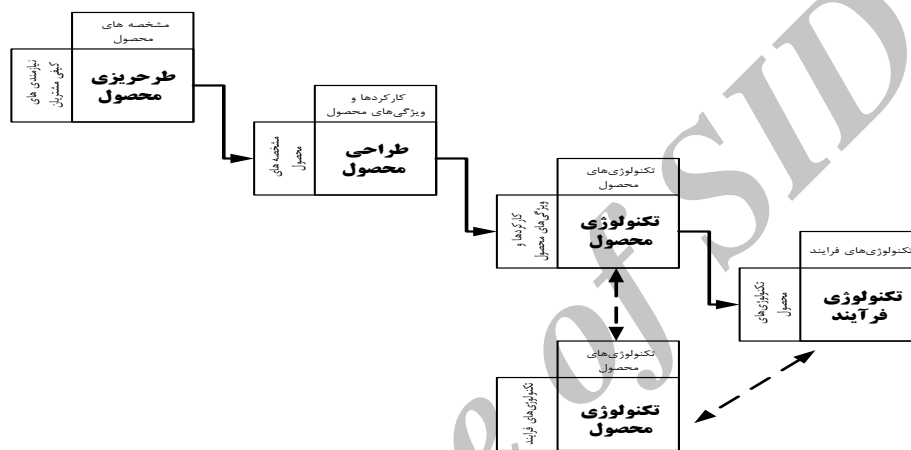 مشخصه های
محصول
نیازمندی های
کیفی مشتریان
طرحریزی
محصول
کارکردها و
ویژگی‌های محصول
مشخصه های
محصول
طراحی
محصول
تکنولوژی‌های
محصول
کارکردها و
ویژگی‌های محصول
تکنولوژی
محصول
تکنولوژی‌های فرایند
تکنولوژی‌های
محصول
تکنولوژی
فرآیند
تکنولوژی‌های
محصول
تکنولوژی‌های فرایند
تکنولوژی
محصول
e of SID